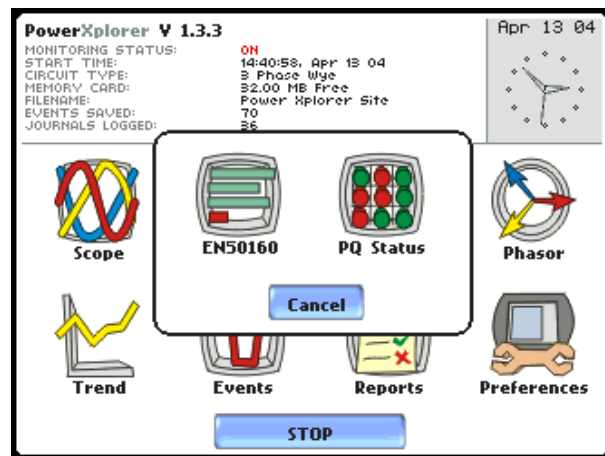 PowerXplorer V 1.3.3
Apr 13 04
MONITORING STATUS: ON
START TIME: 14:40:58, Apr 13 04
CIRCUIT TYPE: 3 Phase Wye
MEMORY CARD: 32.00 MB Free
FILENAME: Power Xplorer Site
EVENTS SAVED: 70
JOURNALS LOGGED: 36
EN50160
PQ Status
Scope
Phasor
Cancel
Trend
Events
Reports
Preferences
STOP